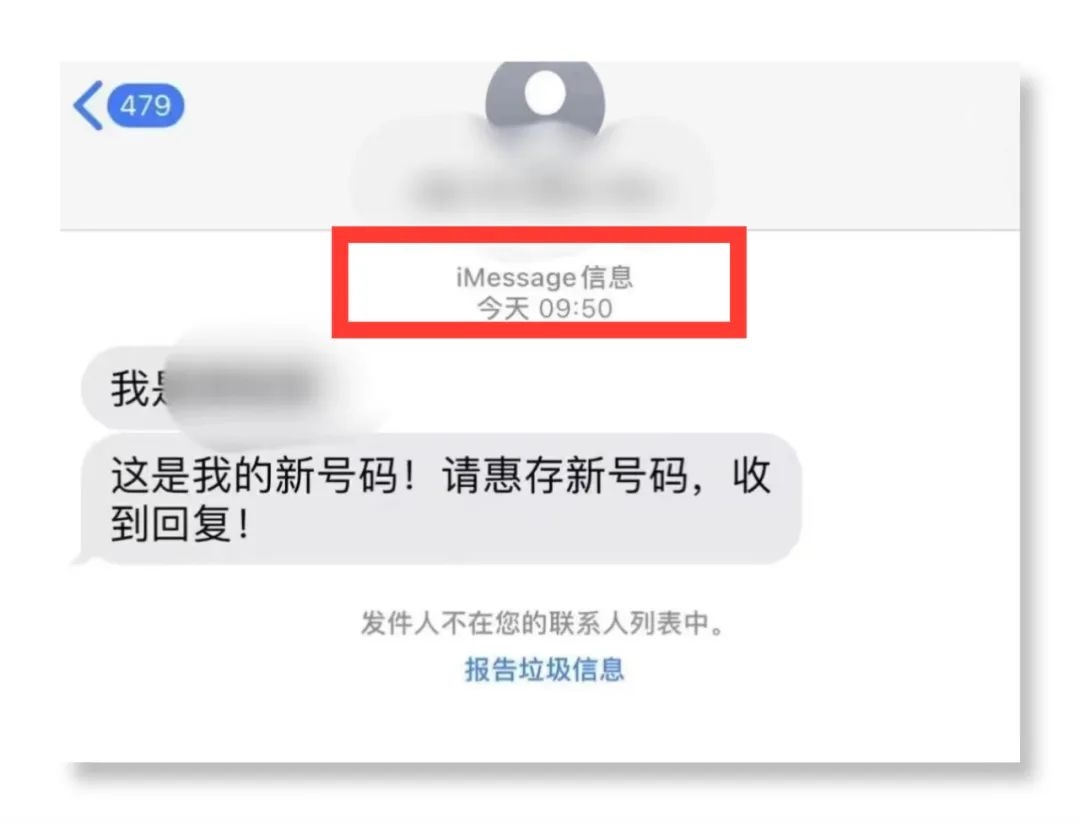 479
iMessage信息
今天 09:50
我是
这是我的新号码！请惠存新号码，收
到回复！
发件人不在您的联系人列表中。
报告垃圾信息